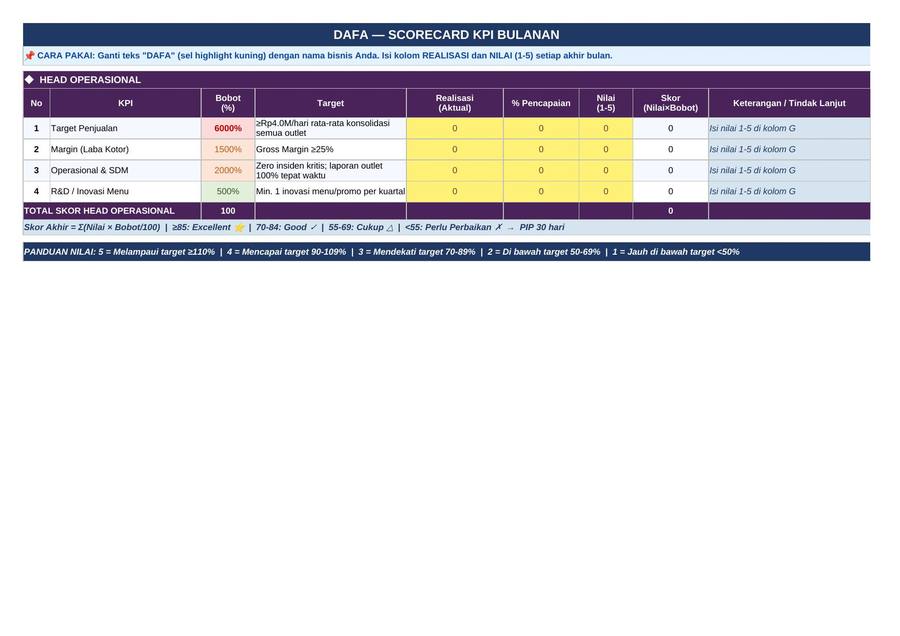 DAFA — SCORECARD KPI BULANAN
📌 CARA PAKAI: Ganti teks "DAFA" (sel highlight kuning) dengan nama bisnis Anda. Isi kolom REALISASI dan NILAI (1-5) setiap akhir bulan.
◆ HEAD OPERASIONAL
No KPI Bobot (%) Target Realisasi (Aktual) % Pencapaian Nilai (1-5) Skor (Nilai×Bobot) Keterangan / Tindak Lanjut
1 Target Penjualan 6000% ≥Rp4.0M/hari rata-rata konsolidasi semua outlet 0 0 0 0 Isi nilai 1-5 di kolom G
2 Margin (Laba Kotor) 1500% Gross Margin ≥25% 0 0 0 0 Isi nilai 1-5 di kolom G
3 Operasional & SDM 2000% Zero insiden kritis; laporan outlet 100% tepat waktu 0 0 0 0 Isi nilai 1-5 di kolom G
4 R&D / Inovasi Menu 500% Min. 1 inovasi menu/promo per kuartal 0 0 0 0 Isi nilai 1-5 di kolom G
TOTAL SKOR HEAD OPERASIONAL 100 0
Skor Akhir = Σ(Nilai × Bobot/100) | ≥85: Excellent ⭐ | 70-84: Good ✓ | 55-69: Cukup △ | <55: Perlu Perbaikan ✗ → PIP 30 hari
PANDUAN NILAI: 5 = Melampaui target ≥110% | 4 = Mencapai target 90-109% | 3 = Mendekati target 70-89% | 2 = Di bawah target 50-69% | 1 = Jauh di bawah target <50%